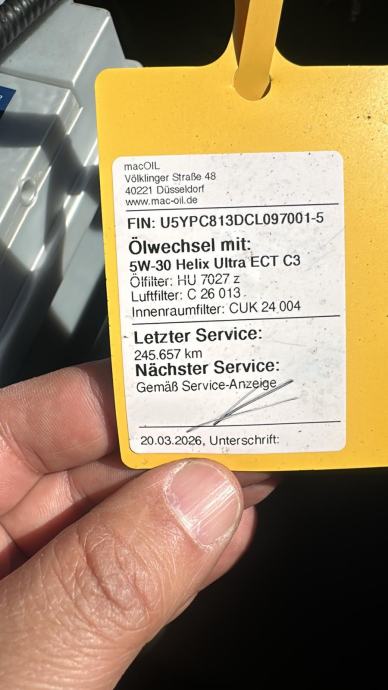 macOIL
Völklinger Straße 48
40221 Düsseldorf
www.mac-oil.de
FIN: U5YPC813DCL097001-5
Ölwechsel mit:
5W-30 Helix Ultra ECT C3
Ölfilter: HU 7027 z
Luftfilter: C 26 013
Innenraumfilter: CUK 24 004
Letzter Service:
245.657 km
Nächster Service:
Gemäß Service-Anzeige
20.03.2026, Unterschrift: